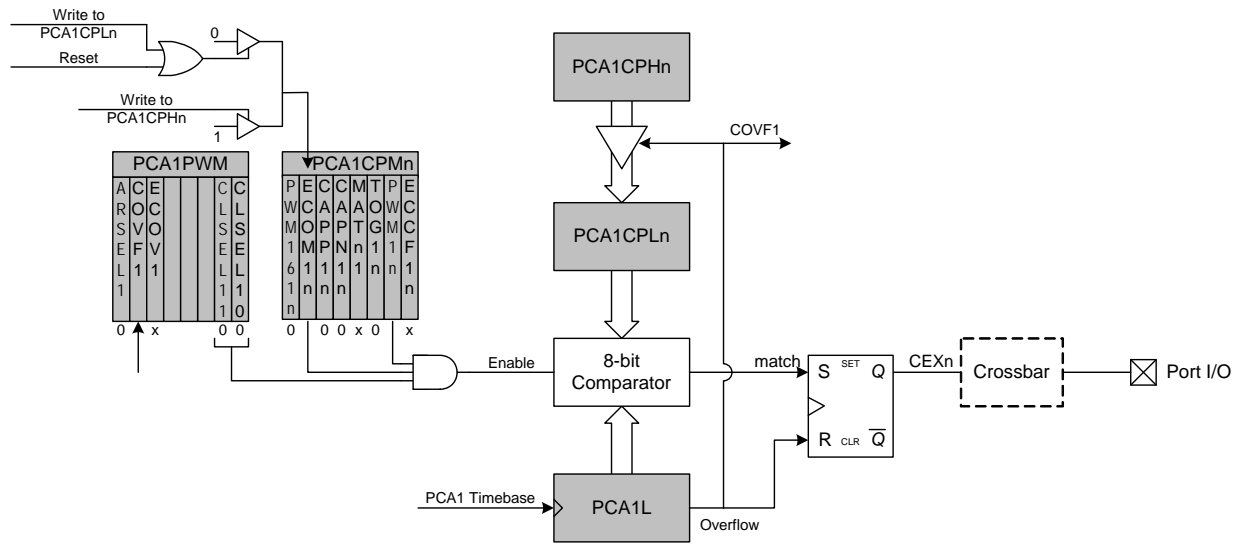 Write to
PCA1CPLn
Reset
0
Write to
PCA1CPHn
1
PCA1PWM
ARSEL1
COVF1
ECOV1
CLSEL11
CLSEL10
0 x 0 0
PCA1CPMn
PWM161n
ECOM1n
CAPP1n
CAPN1n
MATn1
TOG1n
PWM1n
ECCF1n
0 0 0 x 0 x
Enable
PCA1CPHn
COVF1
PCA1CPLn
8-bit
Comparator
match
S SET Q
R CLR Q
CEXn
Crossbar
Port I/O
PCA1 Timebase
PCA1L
Overflow